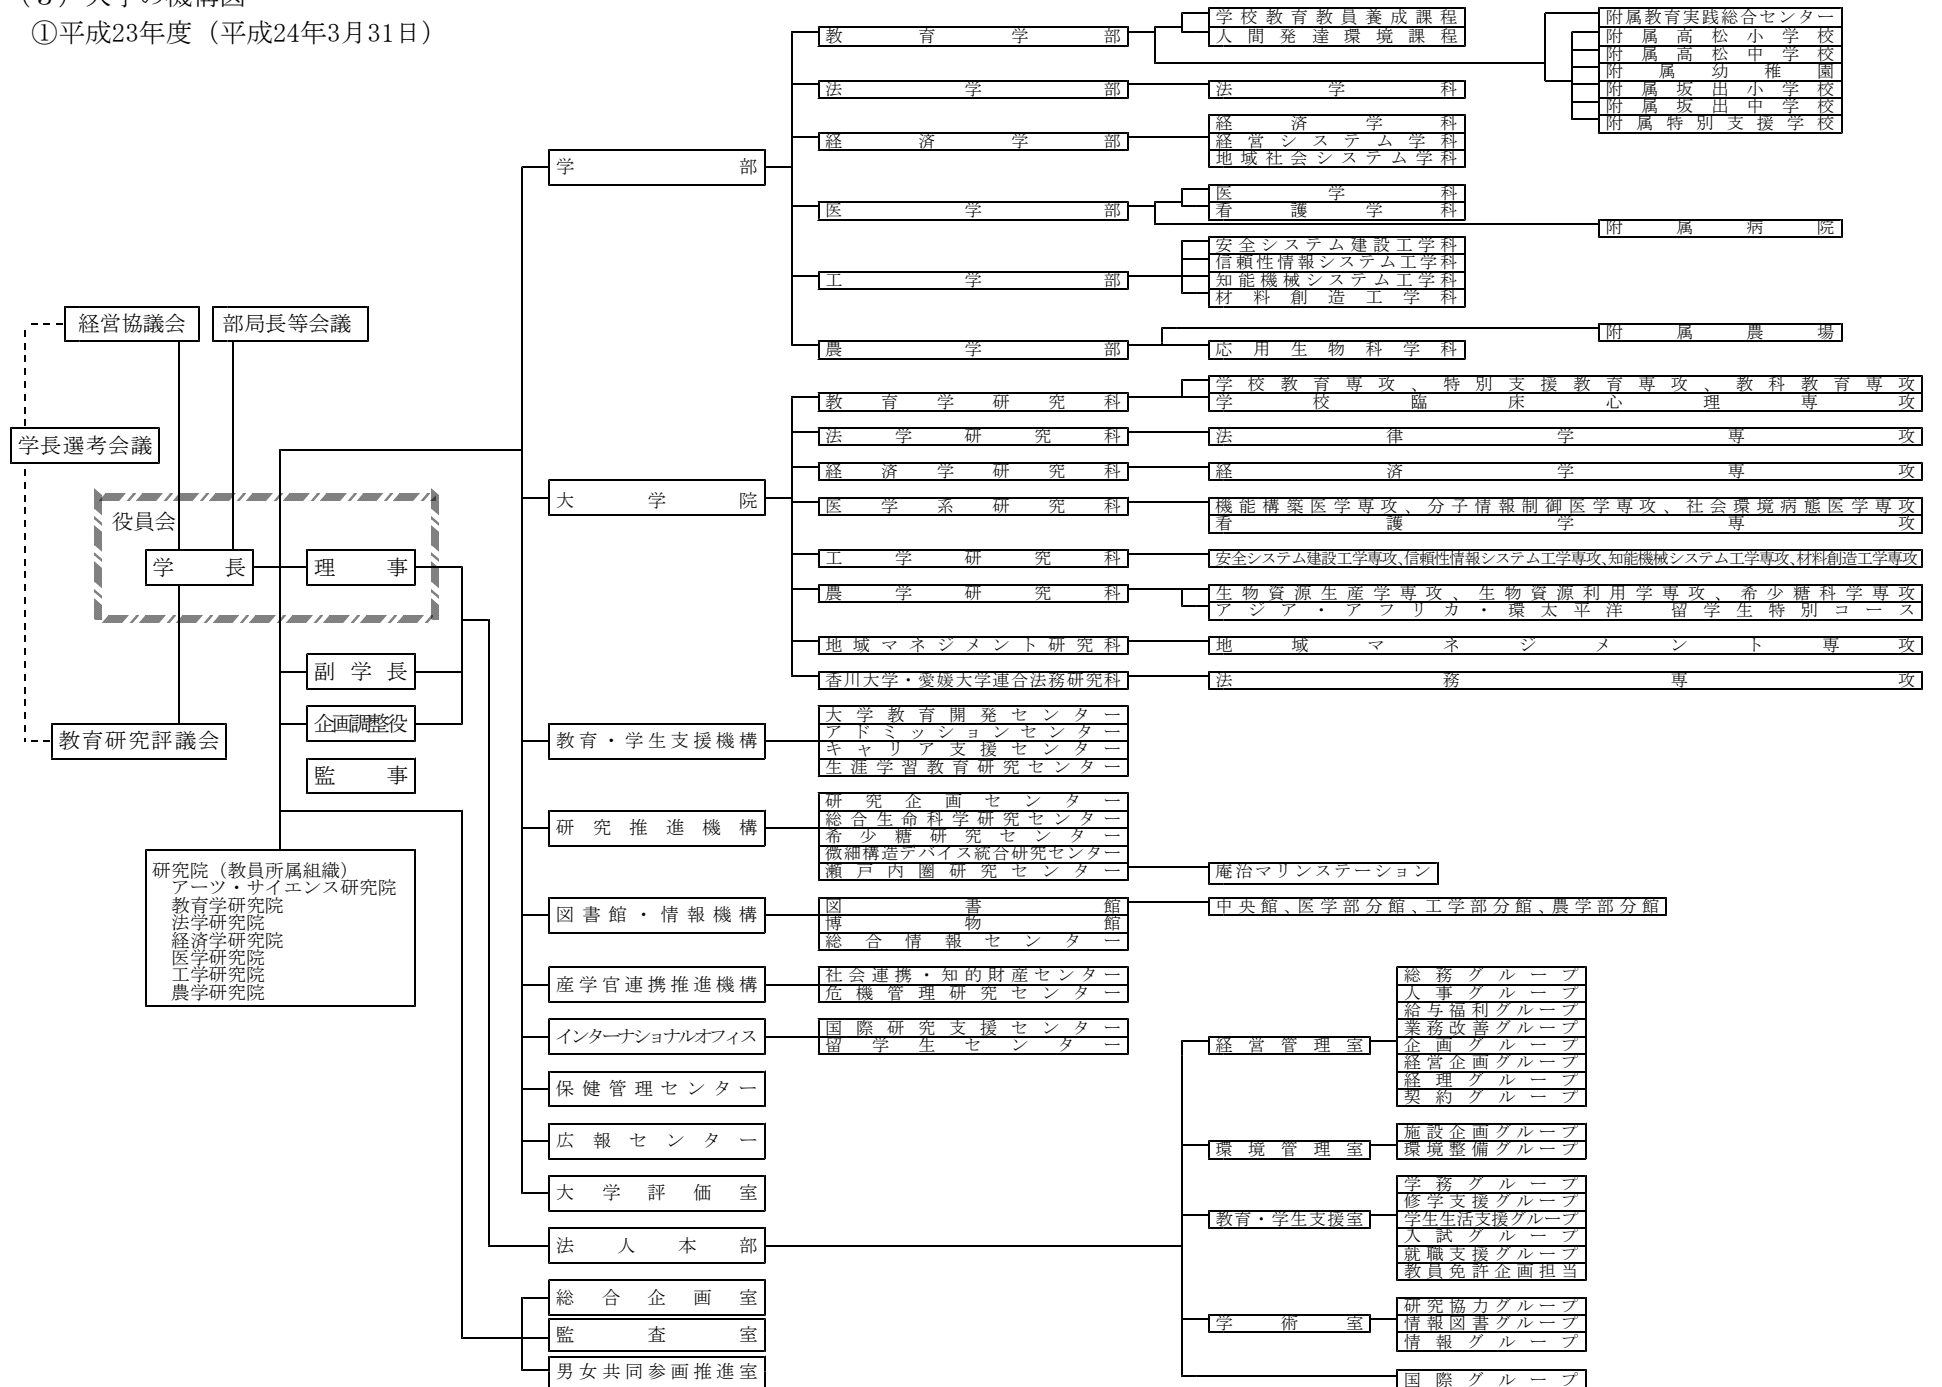 ①平成23年度（平成24年3月31日）
経営協議会
部局長等会議
学長選考会議
役員会
学長
理事
副学長
企画調整役
監事
教育研究評議会
研究院（教員所属組織）
アーツ・サイエンス研究院
教育学研究院
法学研究院
経済学研究院
医学研究院
工学研究院
農学研究院
学部
教育学部
学校教育教員養成課程
人間発達環境課程
附属教育実践総合センター
附属高松小学校
附属高松中学校
附属幼稚園
附属坂出小学校
附属坂出中学校
附属特別支援学校
法学部
法学科
経済学部
経済学科
経営システム学科
地域社会システム学科
医学部
医学科
看護学科
附属病院
工学部
安全システム建設工学科
信頼性情報システム工学科
知能機械システム工学科
材料創造工学科
農学部
附属農場
応用生物科学科
大学院
教育学研究科
学校教育専攻、特別支援教育専攻、教科教育専攻
学校臨床心理専攻
法学研究科
法律学専攻
経済学研究科
経済学専攻
医学系研究科
機能構築医学専攻、分子情報制御医学専攻、社会環境病態医学専攻
看護学専攻
工学研究科
安全システム建設工学専攻、信頼性情報システム工学専攻、知能機械システム工学専攻、材料創造工学専攻
農学研究科
生物資源生産学専攻、生物資源利用学専攻、希少糖科学専攻
アジア・アフリカ・環太平洋　留学生特別コース
地域マネジメント研究科
地域マネジメント専攻
香川大学・愛媛大学連合法務研究科
法務専攻
教育・学生支援機構
大学教育開発センター
アドミッションセンター
キャリア支援センター
生涯学習教育研究センター
研究推進機構
研究企画センター
総合生命科学研究センター
希少糖研究センター
微細構造デバイス統合研究センター
瀬戸内圏研究センター
庵治マリンステーション
図書館・情報機構
図書館
博物館
総合情報センター
中央館、医学部分館、工学部分館、農学部分館
産学官連携推進機構
社会連携・知的財産センター
危機管理研究センター
インターナショナルオフィス
国際研究支援センター
留学生センター
保健管理センター
広報センター
大学評価室
法人本部
経営管理室
総務グループ
人事グループ
給与福利グループ
業務改善グループ
企画グループ
経営企画グループ
経理グループ
契約グループ
環境管理室
施設企画グループ
環境整備グループ
教育・学生支援室
学務グループ
修学支援グループ
学生生活支援グループ
入試グループ
就職支援グループ
教員免許企画担当
学術室
研究協力グループ
情報図書グループ
情報グループ
国際グループ
総合企画室
監査室
男女共同参画推進室